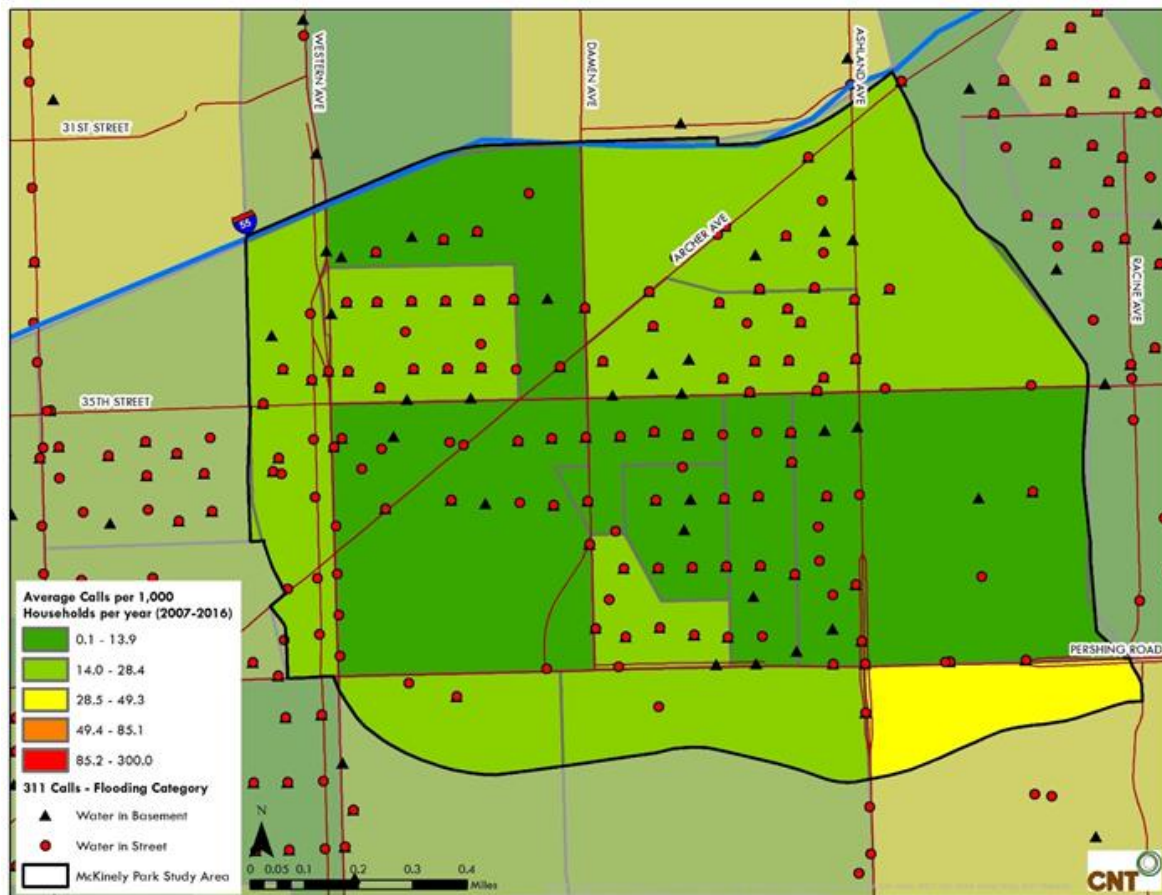 WESTERN AVE
DAMEN AVE
ASHLAND AVE
31ST STREET
55
ARCHER AVE
RACINE AVE
35TH STREET
PERSHING ROAD
Average Calls per 1,000
Households per year (2007-2016)
0.1 - 13.9
14.0 - 28.4
28.5 - 49.3
49.4 - 85.1
85.2 - 300.0
311 Calls - Flooding Category
Water in Basement
Water in Street
McKinely Park Study Area
N
0 0.05 0.1 0.2 0.3 0.4
Miles
CNT